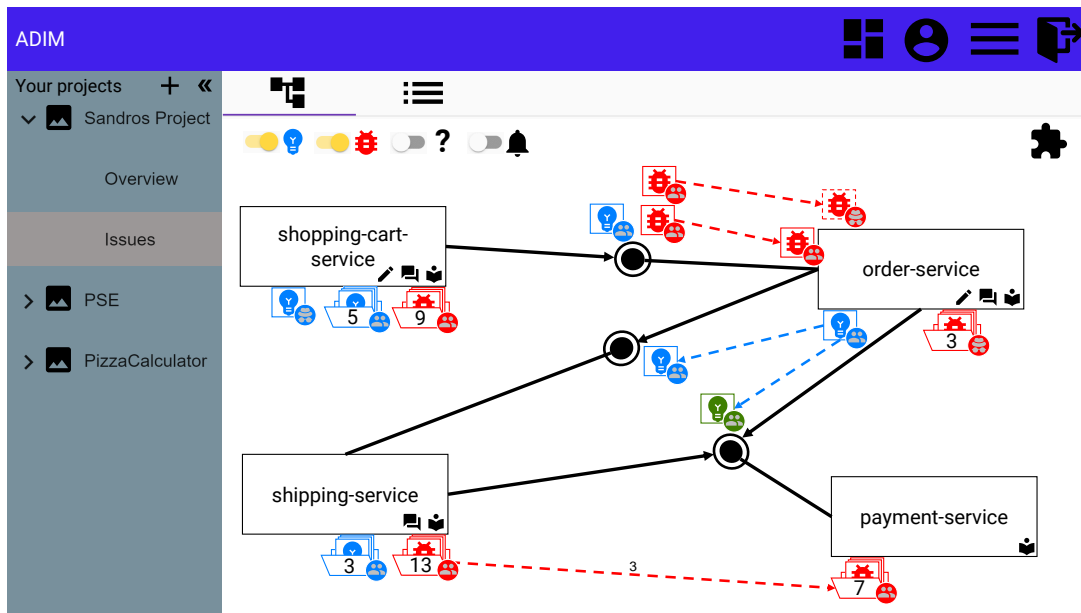 ADIM
Your projects
Sandros Project
Overview
Issues
PSE
PizzaCalculator
?
shopping-cart-
service
5
9
order-service
3
shipping-service
3
13
3
payment-service
7